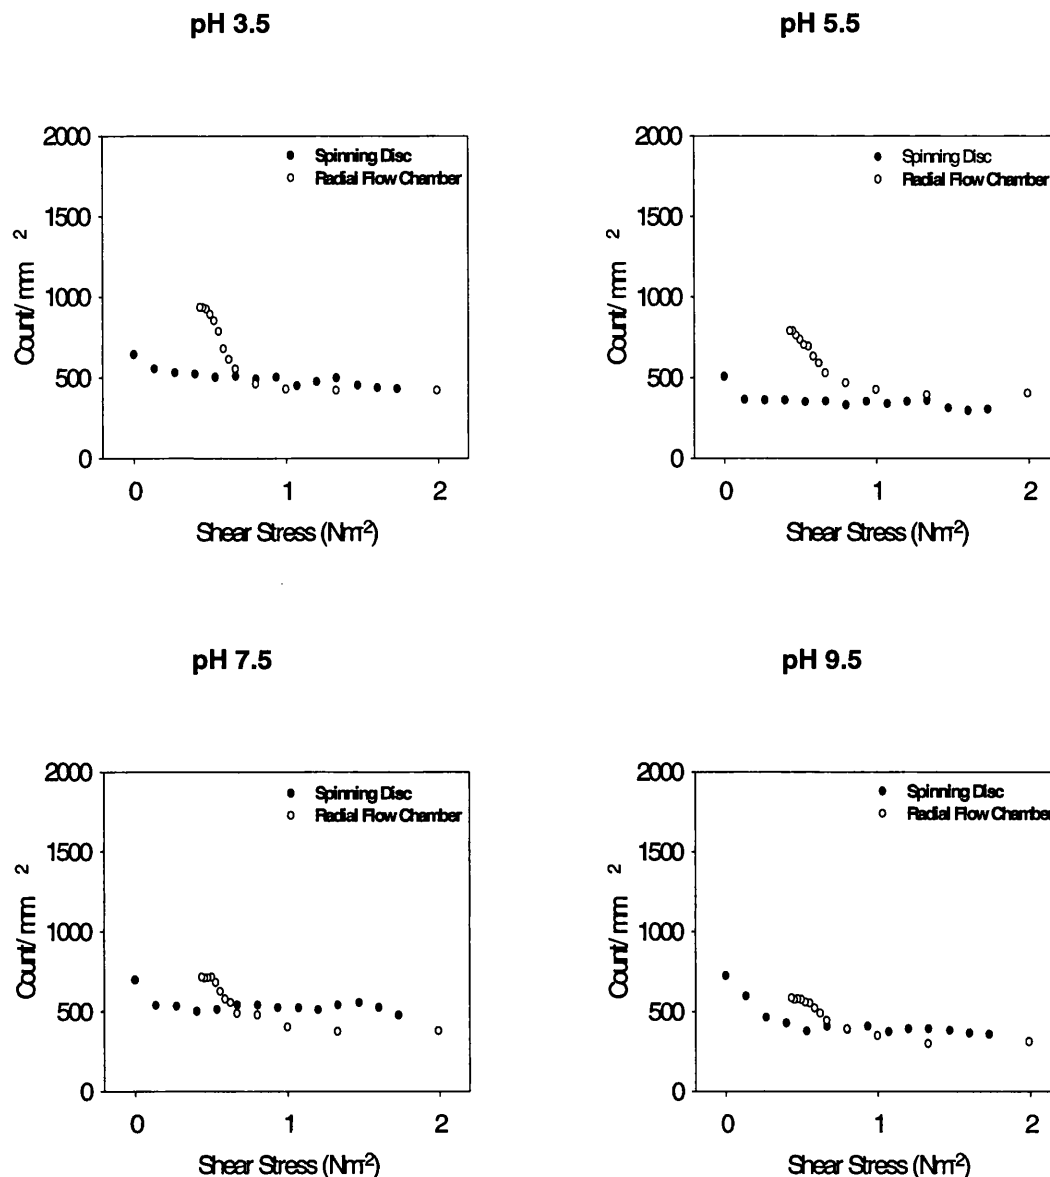 pH 3.5
2000
1500
1000
500
0
Count/ mm 2
Spinning Disc
Radial Flow Chamber
0 1 2
Shear Stress (Nm-2)
pH 5.5
2000
1500
1000
500
0
Count/ mm 2
Spinning Disc
Radial Flow Chamber
0 1 2
Shear Stress (Nm-2)
pH 7.5
2000
1500
1000
500
0
Count/ mm 2
Spinning Disc
Radial Flow Chamber
0 1 2
Shear Stress (Nm-2)
pH 9.5
2000
1500
1000
500
0
Count/ mm 2
Spinning Disc
Radial Flow Chamber
0 1 2
Shear Stress (Nm-2)